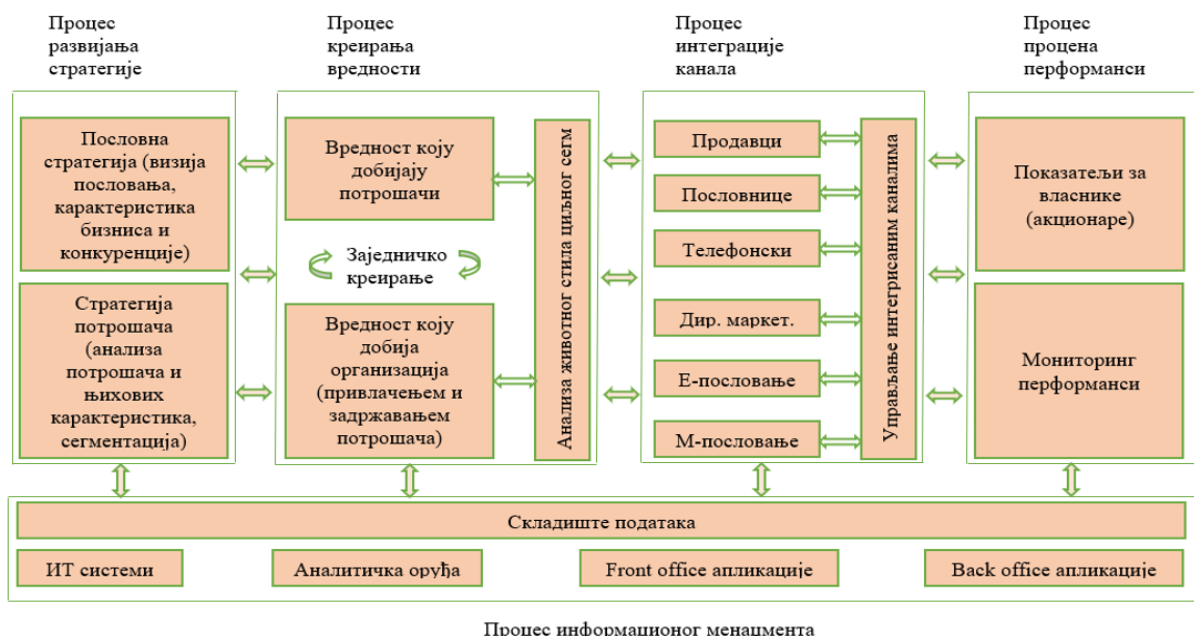 Процес
развијања
стратегије
Процес
креирања
вредности
Процес
интеграције
канала
Процес
процена
перформанси
Пословна
стратегија (визија
пословања,
карактеристика
бизниса и
конкуренције)
Стратегија
потрошача
(анализа
потрошача и
њихових
карактеристика,
сегментација)
Вредност коју
добијају
потрошачи
Заједничко
креирање
Вредност коју
добија
организација
(привлачењем и
задржавањем
потрошача)
Анализа животног стила циљног сегм
Продавци
Пословнице
Телефонски
Дир. маркет.
Е-пословање
М-пословање
Управљање интегрисаним каналима
Показатељи за
власнике
(акционаре)
Мониторинг
перформанси
Складиште података
ИТ системи
Аналитичка оруђа
Front office апликације
Back office апликације
Процес информационог менаџмента